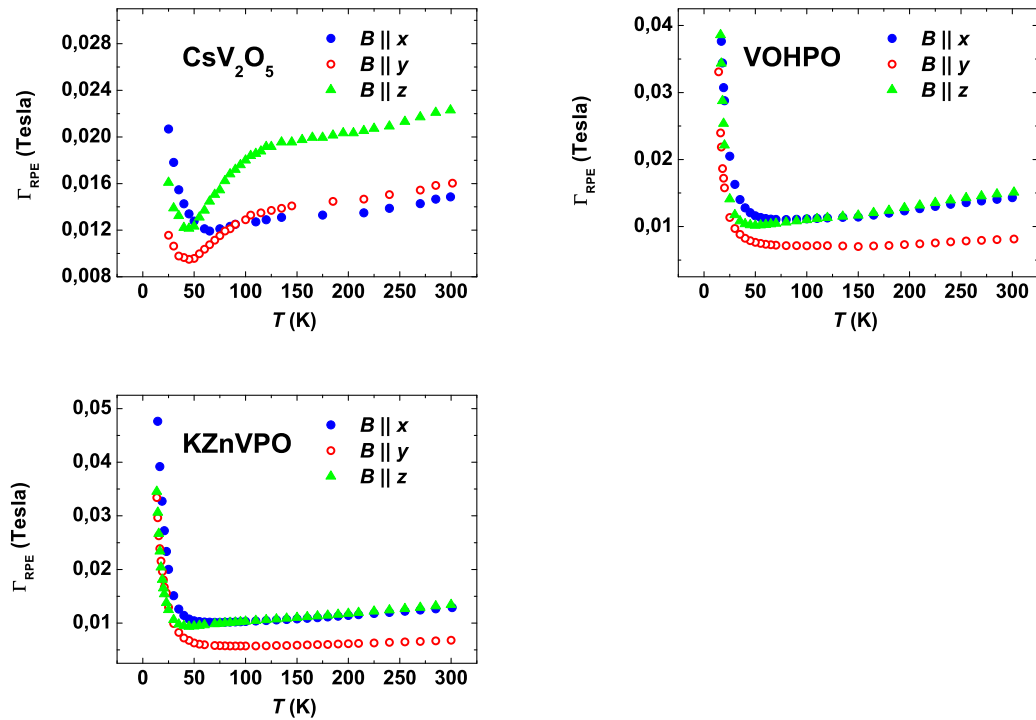 0,028
0,024
0,020
0,016
0,012
0,008
Γ_RPE (Tesla)
CsV₂O₅
B || x
B || y
B || z
0 50 100 150 200 250 300
T (K)
0,04
0,03
0,02
0,01
Γ_RPE (Tesla)
VOHPO
B || x
B || y
B || z
0 50 100 150 200 250 300
T (K)
0,05
0,04
0,03
0,02
0,01
Γ_RPE (Tesla)
KZnVPO
B || x
B || y
B || z
0 50 100 150 200 250 300
T (K)